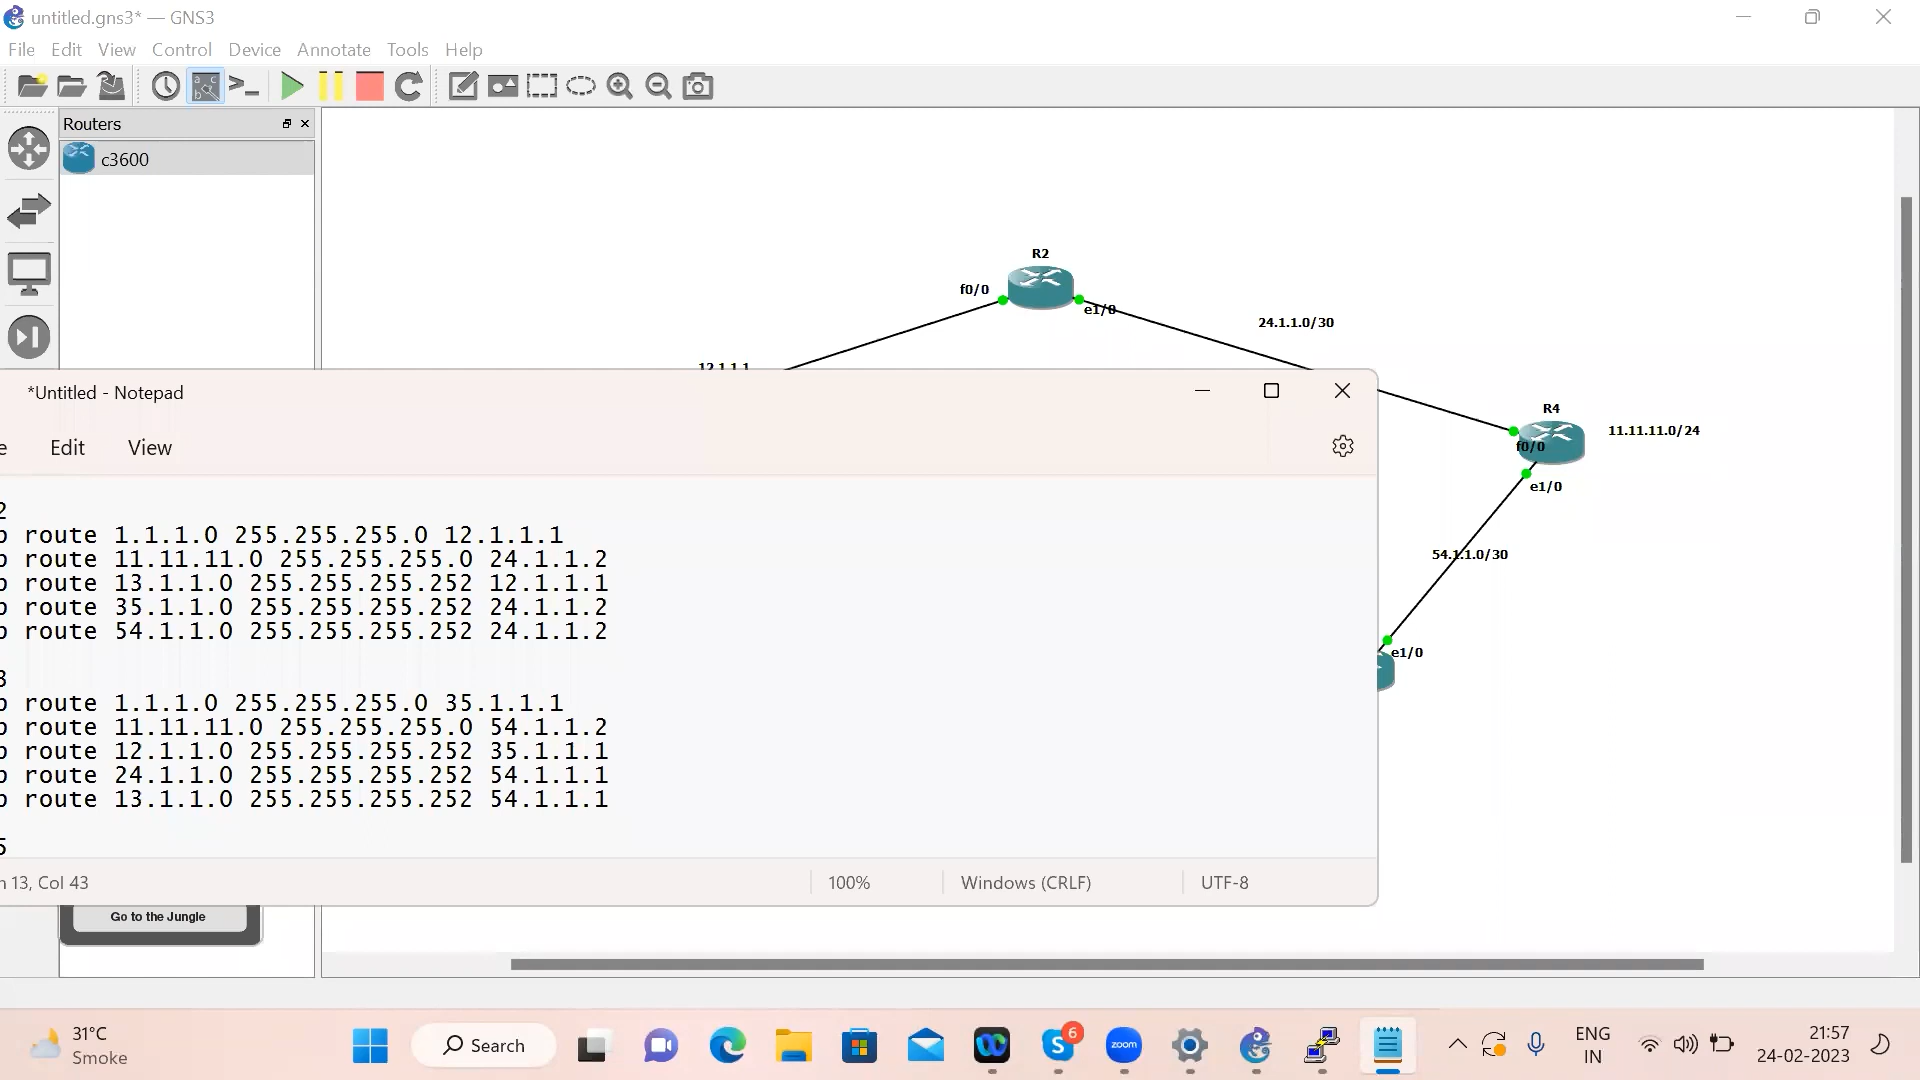 untitled.gns3* — GNS3
File Edit View Control Device Annotate Tools Help
Routers
c3600
R2
f0/0
e1/0
24.1.1.0/30
12.1.1.1
R4
11.11.11.0/24
f0/0
e1/0
54.1.1.0/30
e1/0
*Untitled - Notepad
e Edit View
2
p route 1.1.1.0 255.255.255.0 12.1.1.1
p route 11.11.11.0 255.255.255.0 24.1.1.2
p route 13.1.1.0 255.255.255.252 12.1.1.1
p route 35.1.1.0 255.255.255.252 24.1.1.2
p route 54.1.1.0 255.255.255.252 24.1.1.2
3
p route 1.1.1.0 255.255.255.0 35.1.1.1
p route 11.11.11.0 255.255.255.0 54.1.1.2
p route 12.1.1.0 255.255.255.252 35.1.1.1
p route 24.1.1.0 255.255.255.252 54.1.1.1
p route 13.1.1.0 255.255.255.252 54.1.1.1
5
n 13, Col 43
100%
Windows (CRLF)
UTF-8
Go to the Jungle
31°C
Smoke
Search
6
zoom
ENG
IN
21:57
24-02-2023